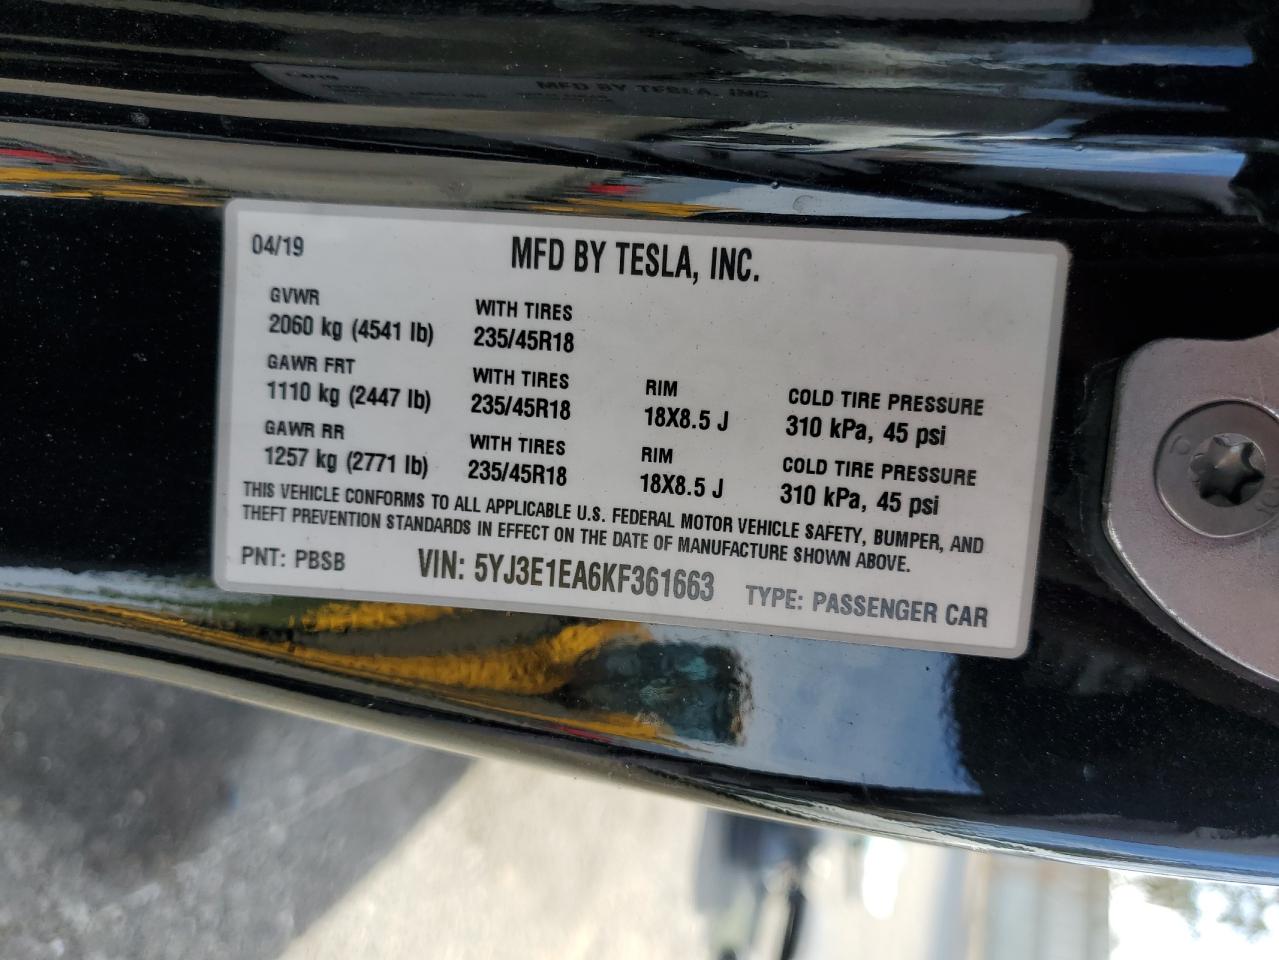 MFD BY TESLA, INC.
04/19
MFD BY TESLA, INC.
GVWR
2060 kg (4541 lb)
WITH TIRES
235/45R18
GAWR FRT
1110 kg (2447 lb)
WITH TIRES
235/45R18
RIM
18X8.5 J
COLD TIRE PRESSURE
310 kPa, 45 psi
GAWR RR
1257 kg (2771 lb)
WITH TIRES
235/45R18
RIM
18X8.5 J
COLD TIRE PRESSURE
310 kPa, 45 psi
THIS VEHICLE CONFORMS TO ALL APPLICABLE U.S. FEDERAL MOTOR VEHICLE SAFETY, BUMPER, AND
THEFT PREVENTION STANDARDS IN EFFECT ON THE DATE OF MANUFACTURE SHOWN ABOVE.
PNT: PBSB VIN: 5YJ3E1EA6KF361663 TYPE: PASSENGER CAR